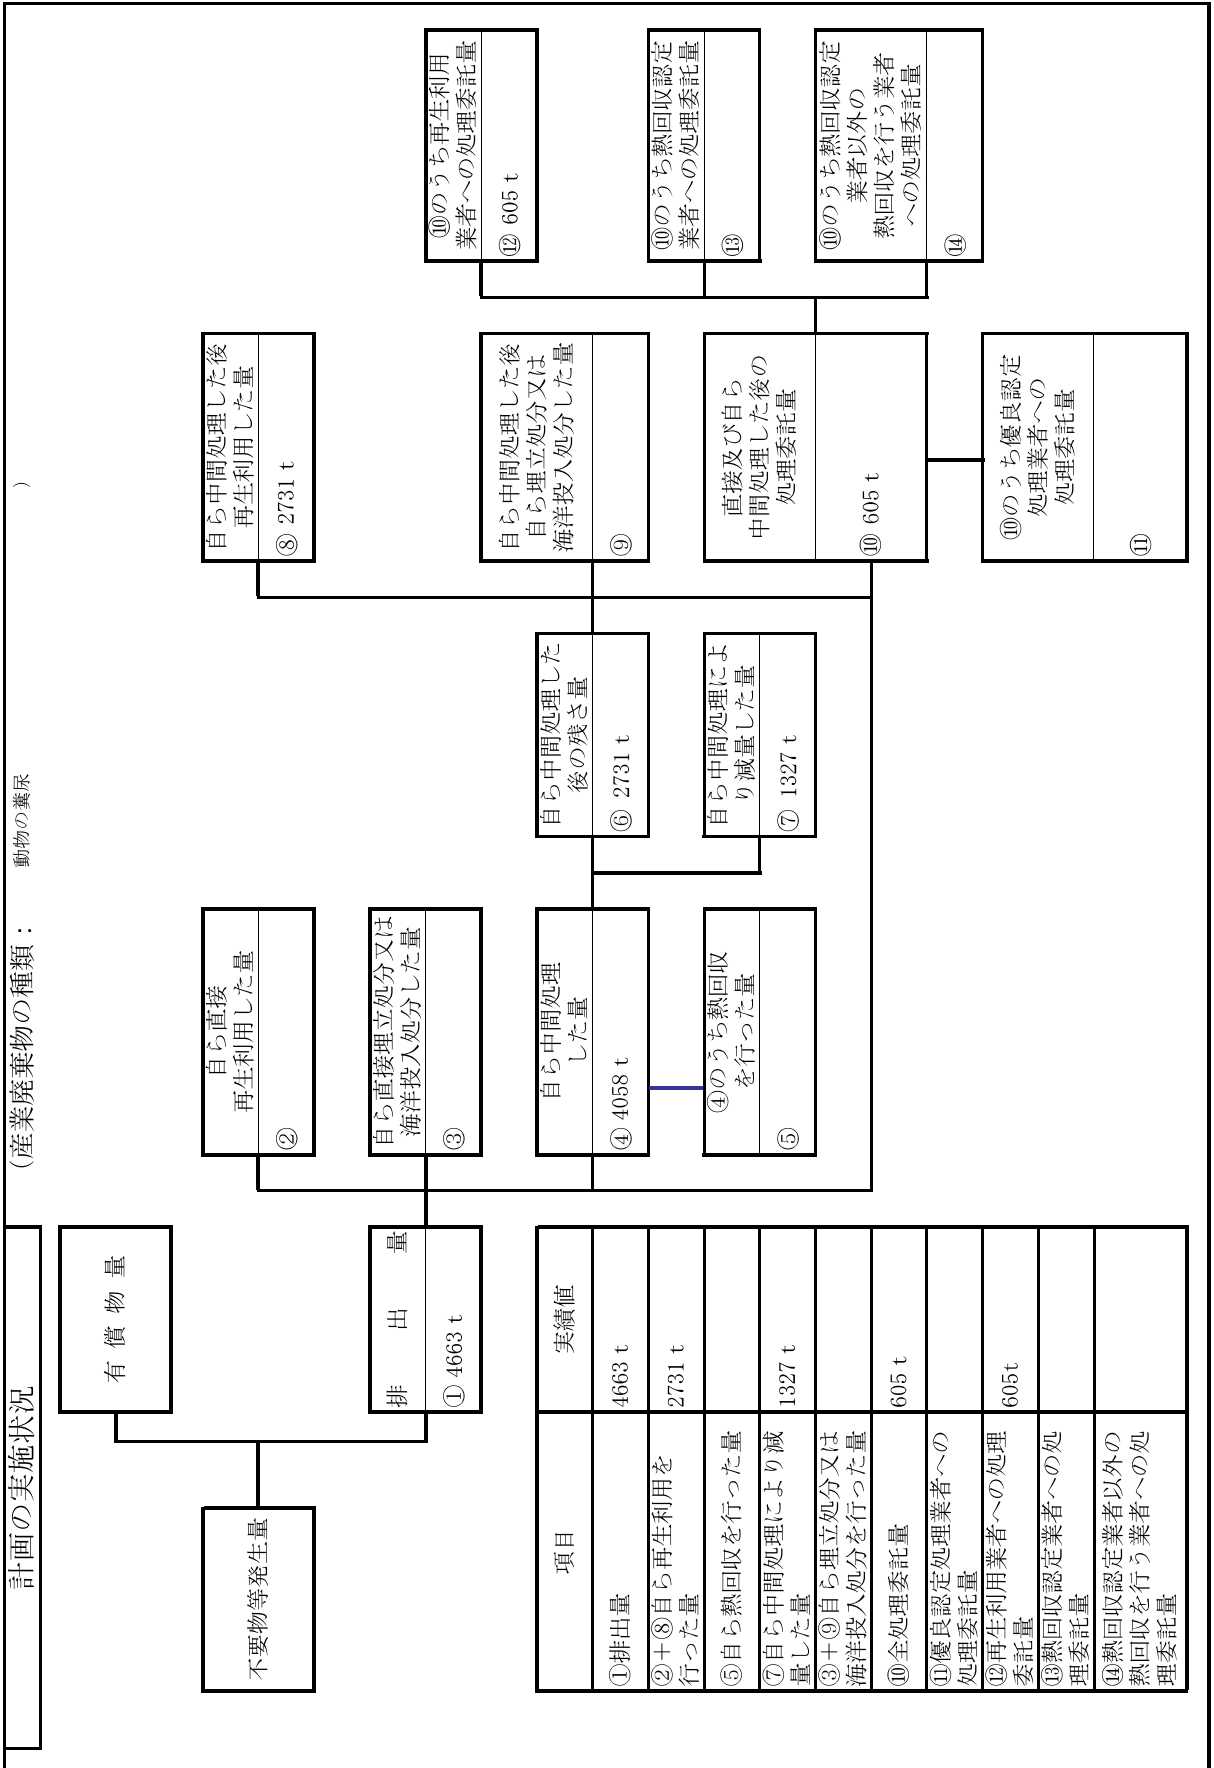 計画の実施状況
（産業廃棄物の種類： 動物の糞尿 ）
有償物量
不要物等発生量
排出量
① 4663 t
自ら直接
再生利用した量
②
自ら直接埋立処分又は
海洋投入処分した量
③
自ら中間処理
した量
④ 4058 t
④のうち熱回収
を行った量
⑤
自ら中間処理した
後の残さ量
⑥ 2731 t
自ら中間処理によ
り減量した量
⑦ 1327 t
自ら中間処理した後
再生利用した量
⑧ 2731 t
自ら中間処理した後
自ら埋立処分又は
海洋投入処分した量
⑨
直接及び自ら
中間処理した後の
処理委託量
⑩ 605 t
⑩のうち優良認定
処理業者への
処理委託量
⑪
⑩のうち再生利用
業者への処理委託量
⑫ 605 t
⑩のうち熱回収認定
業者への処理委託量
⑬
⑩のうち熱回収認定
業者以外の
熱回収を行う業者
への処理委託量
⑭
項目 実績値
①排出量 4663 t
②＋⑧自ら再生利用を
行った量 2731 t
⑤自ら熱回収を行った量
⑦自ら中間処理により減
量した量 1327 t
③＋⑨自ら埋立処分又は
海洋投入処分を行った量
⑩全処理委託量 605 t
⑪優良認定処理業者への
処理委託量
⑫再生利用業者への処理
委託量 605t
⑬熱回収認定業者への処
理委託量
⑭熱回収認定業者以外の
熱回収を行う業者への処
理委託量